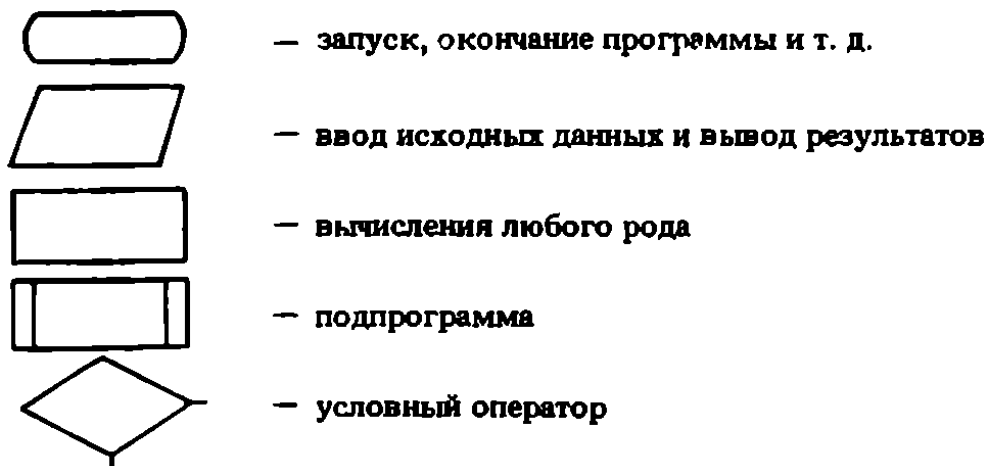 — запуск, окончание программы и т. д.
— ввод исходных данных и вывод результатов
— вычисления любого рода
— подпрограмма
— условный оператор